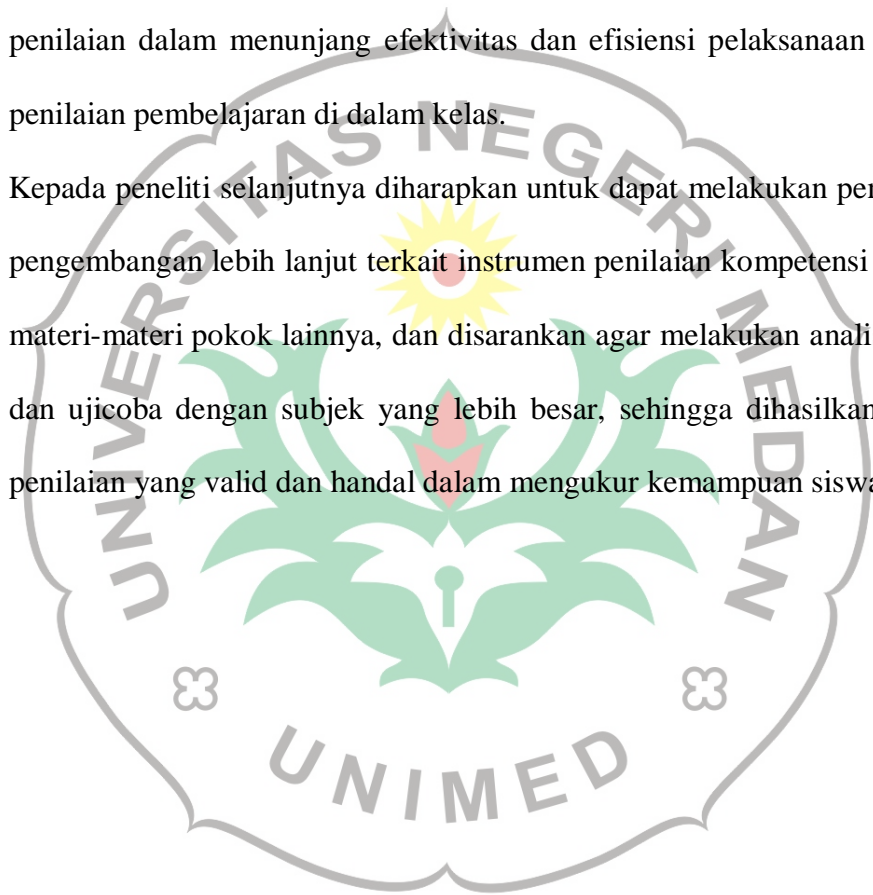 penilaian dalam menunjang efektivitas dan efisiensi pelaksanaan
penilaian pembelajaran di dalam kelas.
Kepada peneliti selanjutnya diharapkan untuk dapat melakukan
pengembangan lebih lanjut terkait instrumen penilaian kompetensi
materi-materi pokok lainnya, dan disarankan agar melakukan
dan ujicoba dengan subjek yang lebih besar, sehingga dihasilkan
penilaian yang valid dan handal dalam mengukur kemampuan siswa
UNIVERSITAS NEGERI MEDAN
UNIMED